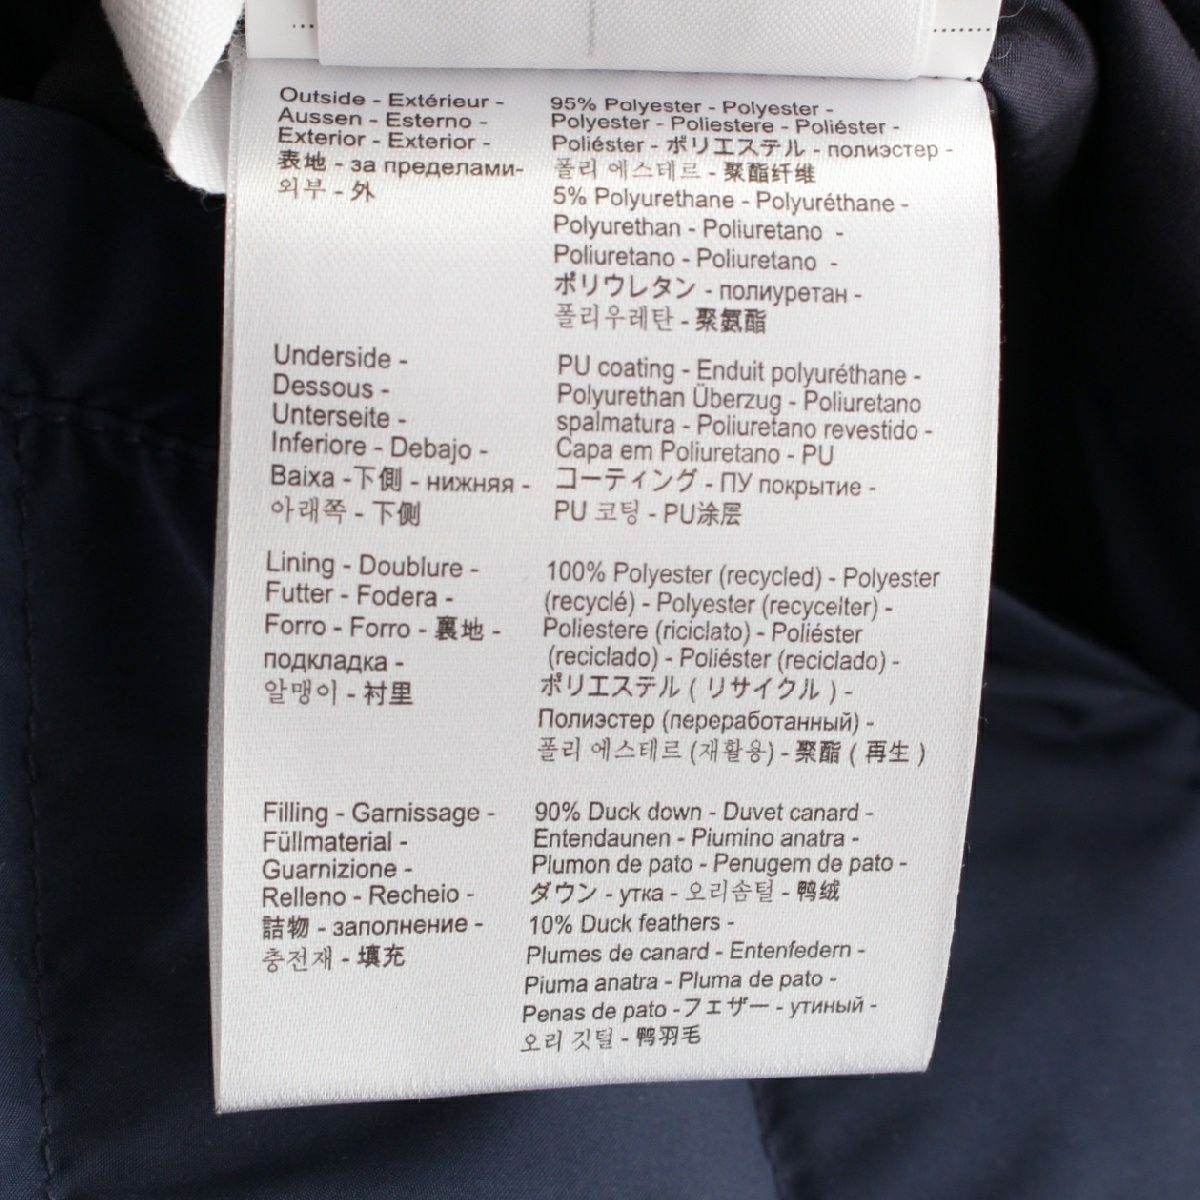 Outside - Extérieur -
Aussen - Esterno -
Exterior - Exterior -
表地 - за пределами-
외부 - 外
95% Polyester - Polyester -
Polyester - Poliestere - Poliéster -
Poliéster - ポリエステル - полиэстер -
폴리 에스테르 - 聚酯纤维
5% Polyurethane - Polyuréthane -
Polyurethan - Poliuretano -
Poliuretano - Poliuretano -
ポリウレタン - полиуретан -
폴리우레탄 - 聚氨酯
Underside -
Dessous -
Unterseite -
Inferiore - Debajo -
Baixa -下側 - нижняя -
아래쪽 - 下侧
PU coating - Enduit polyuréthane -
Polyurethan Überzug - Poliuretano
spalmatura - Poliuretano revestido -
Capa em Poliuretano - PU
コーティング - ПУ покрытие -
PU 코팅 - PU涂层
Lining - Doublure -
Futter - Fodera -
Forro - Forro - 裏地 -
подкладка -
알맹이 - 衬里
100% Polyester (recycled) - Polyester
(recyclé) - Polyester (recycelter) -
Poliestere (riciclato) - Poliéster
(reciclado) - Poliéster (reciclado) -
ポリエステル ( リサイクル ) -
Полиэстер (переработанный) -
폴리 에스테르 (재활용) - 聚酯 ( 再生 )
Filling - Garnissage -
Füllmaterial -
Guarnizione -
Relleno - Recheio -
詰物 - заполнение -
충전재 - 填充
90% Duck down - Duvet canard -
Entendaunen - Piumino anatra -
Plumon de pato - Penugem de pato -
ダウン - утка - 오리솜털 - 鸭绒
10% Duck feathers -
Plumes de canard - Entenfedern -
Piuma anatra - Pluma de pato -
Penas de pato -フェザー - утиный -
오리 깃털 - 鸭羽毛